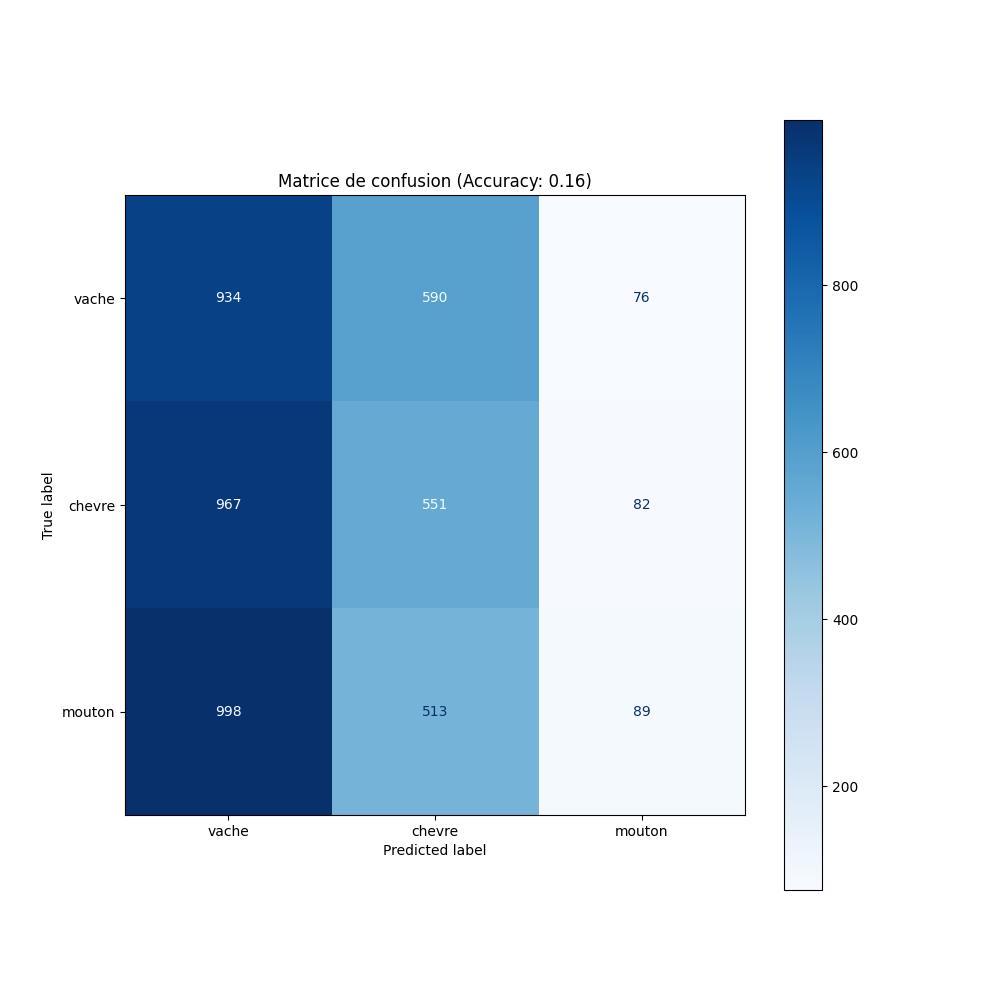 Matrice de confusion (Accuracy: 0.16)
vache 934 590 76
chevre 967 551 82
mouton 998 513 89
vache chevre mouton
Predicted label
True label
800
600
400
200